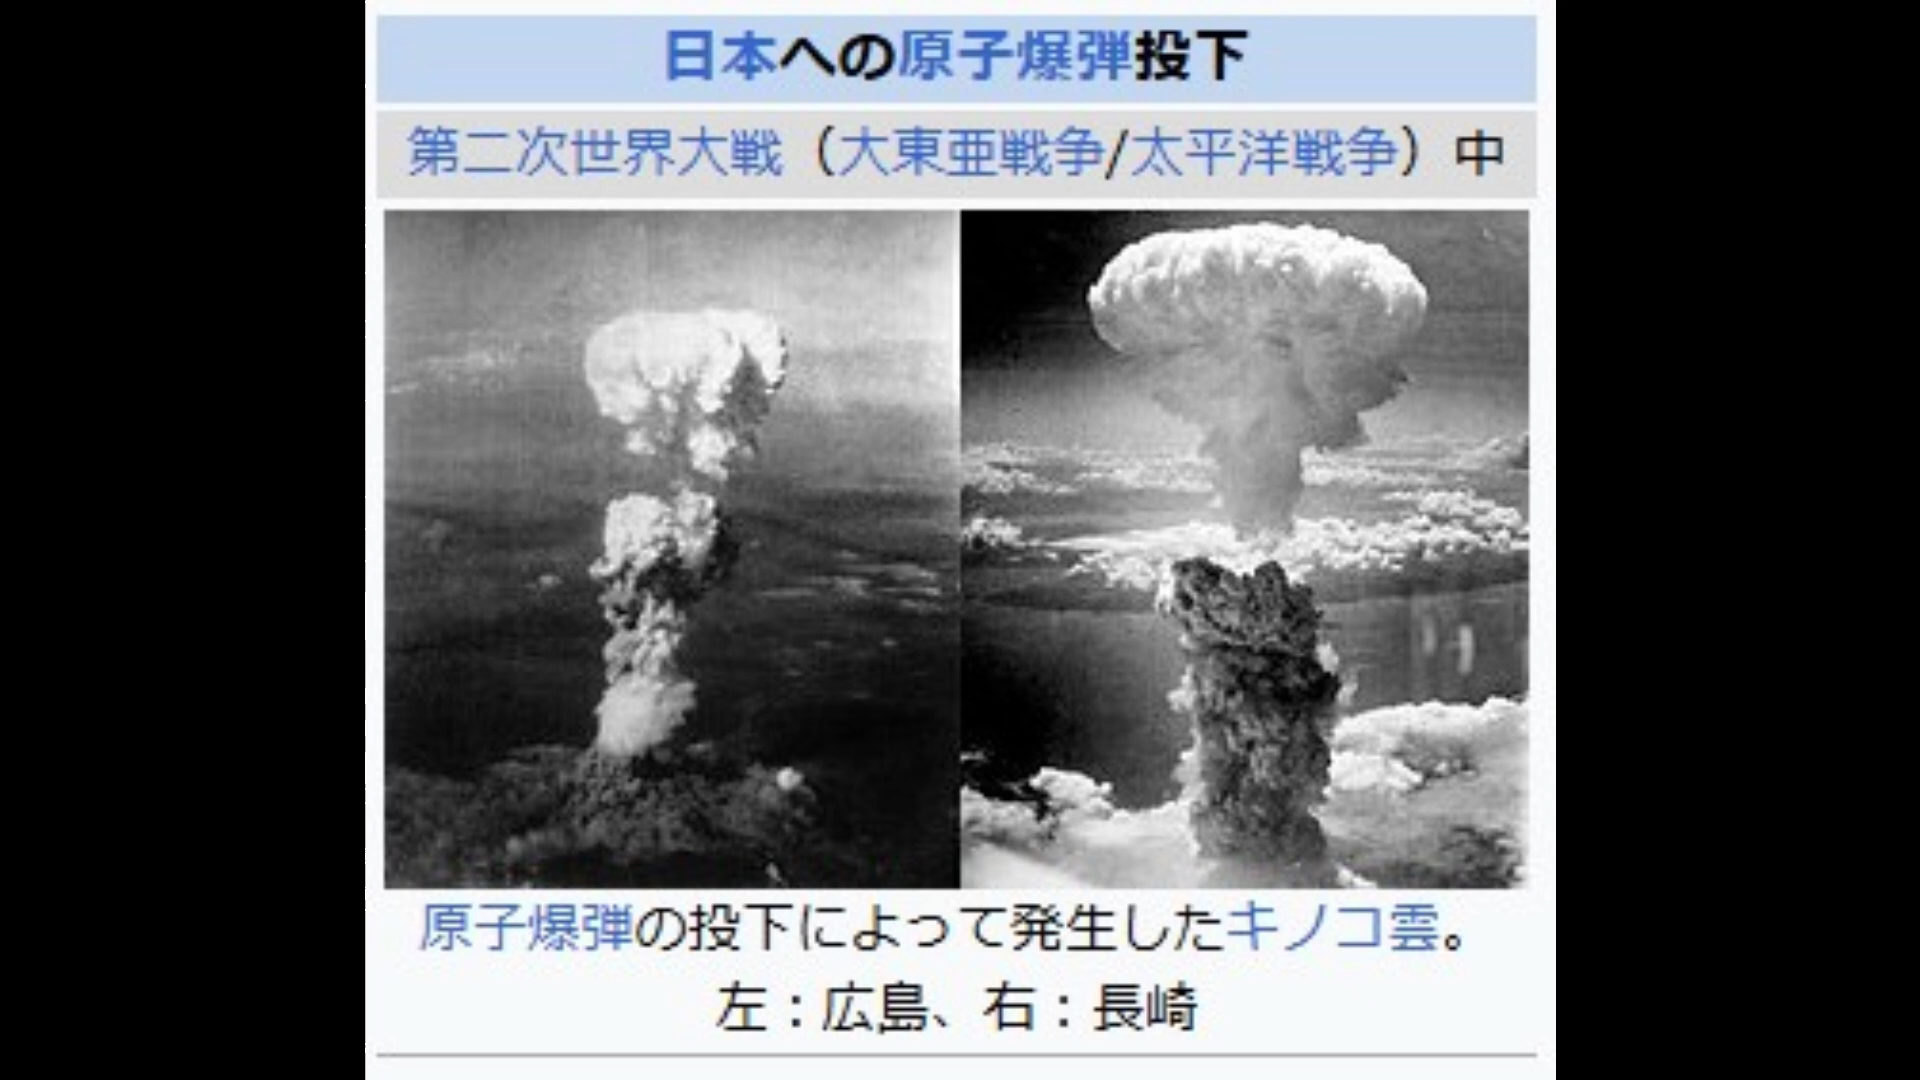 日本への原子爆弾投下
第二次世界大戦（大東亜戦争/太平洋戦争）中
原子爆弾の投下によって発生したキノコ雲。
左：広島、右：長崎